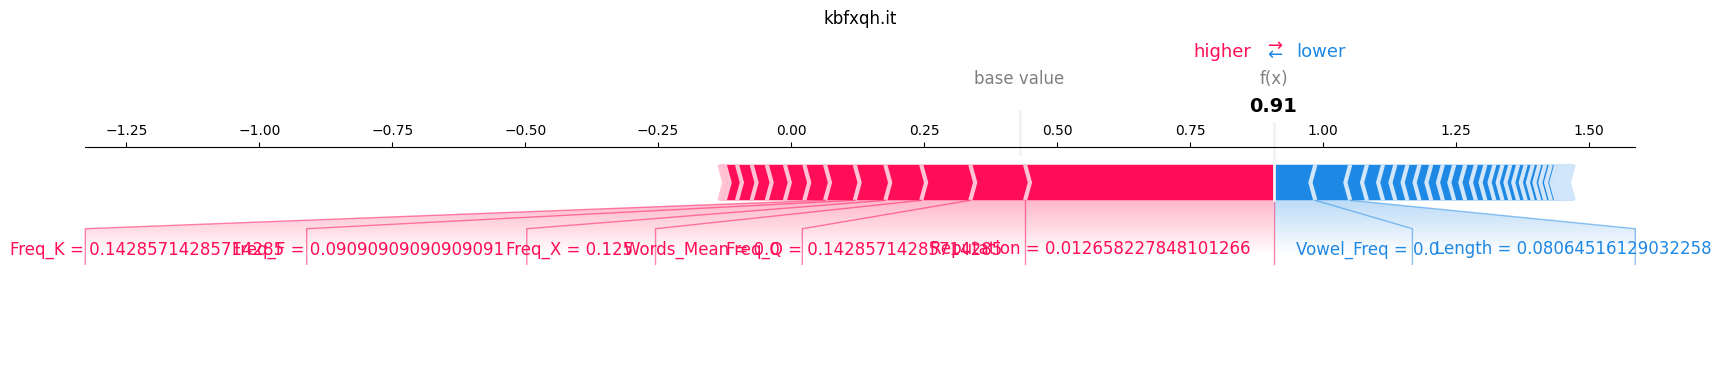 kbfxqh.it
higher ⇄ lower
base value f(x)
0.91
−1.25 −1.00 −0.75 −0.50 −0.25 0.00 0.25 0.50 0.75 1.00 1.25 1.50
Freq_K = 0.14285714285714285 Freq_F = 0.09090909090909091 Freq_X = 0.125 Words_Mean = 0.0 Freq_Q = 0.14285714285714285 Reputation = 0.012658227848101266 Vowel_Freq = 0.0 Length = 0.08064516129032258